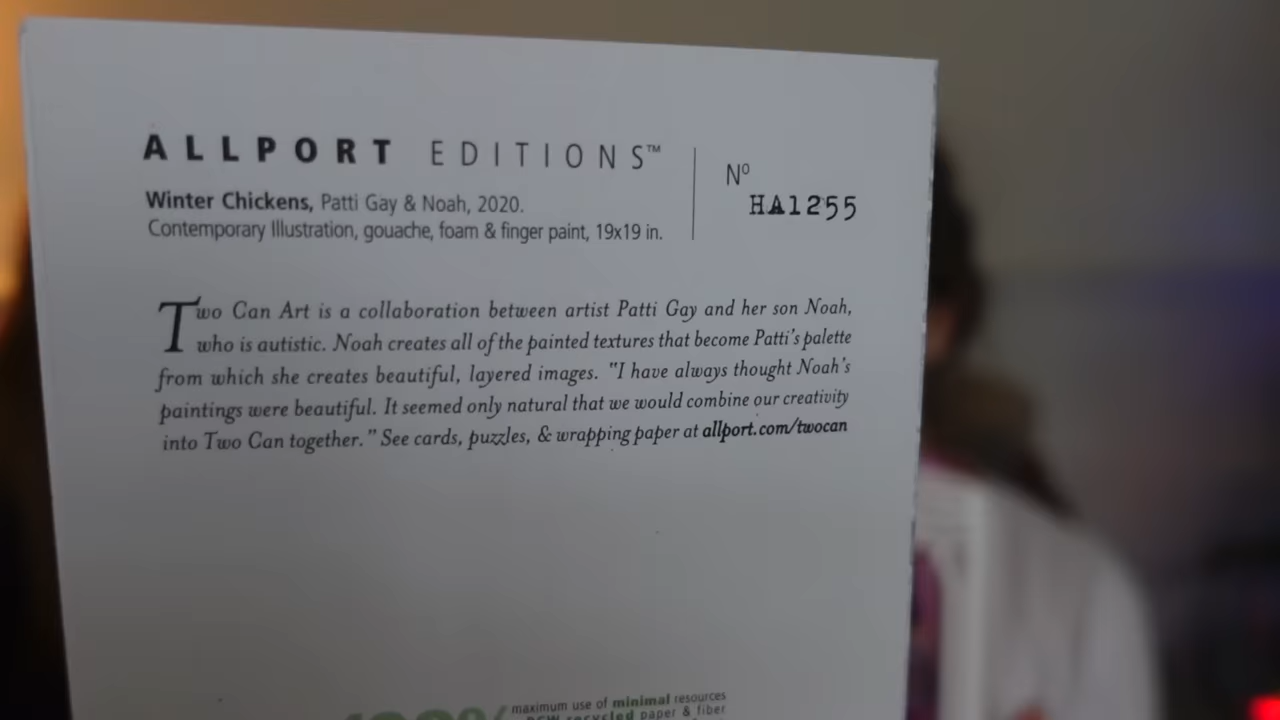 ALLPORT EDITIONS™
Winter Chickens, Patti Gay & Noah, 2020.
Contemporary Illustration, gouache, foam & finger paint, 19x19 in.
Nº
HA1255
Two Can Art is a collaboration between artist Patti Gay and her son Noah,
who is autistic. Noah creates all of the painted textures that become Patti's palette
from which she creates beautiful, layered images. "I have always thought Noah's
paintings were beautiful. It seemed only natural that we would combine our creativity
into Two Can together." See cards, puzzles, & wrapping paper at allport.com/twocan
maximum use of minimal resources
recycled paper & fiber